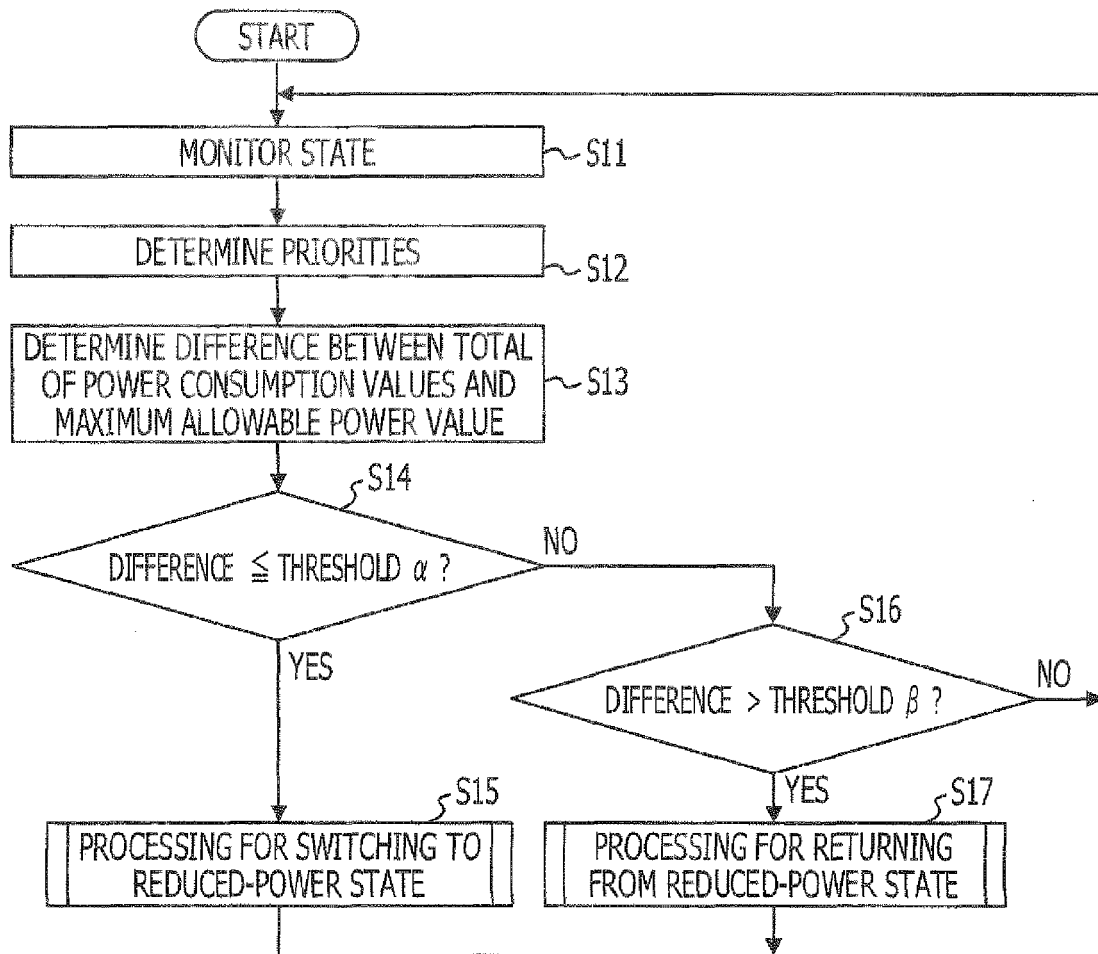 START
MONITOR STATE
S11
DETERMINE PRIORITIES
S12
DETERMINE DIFFERENCE BETWEEN TOTAL
OF POWER CONSUMPTION VALUES AND
MAXIMUM ALLOWABLE POWER VALUE
S13
S14
DIFFERENCE ≦ THRESHOLD α ?
NO
YES
S16
DIFFERENCE > THRESHOLD β ?
NO
YES
S15
PROCESSING FOR SWITCHING TO
REDUCED-POWER STATE
S17
PROCESSING FOR RETURNING
FROM REDUCED-POWER STATE